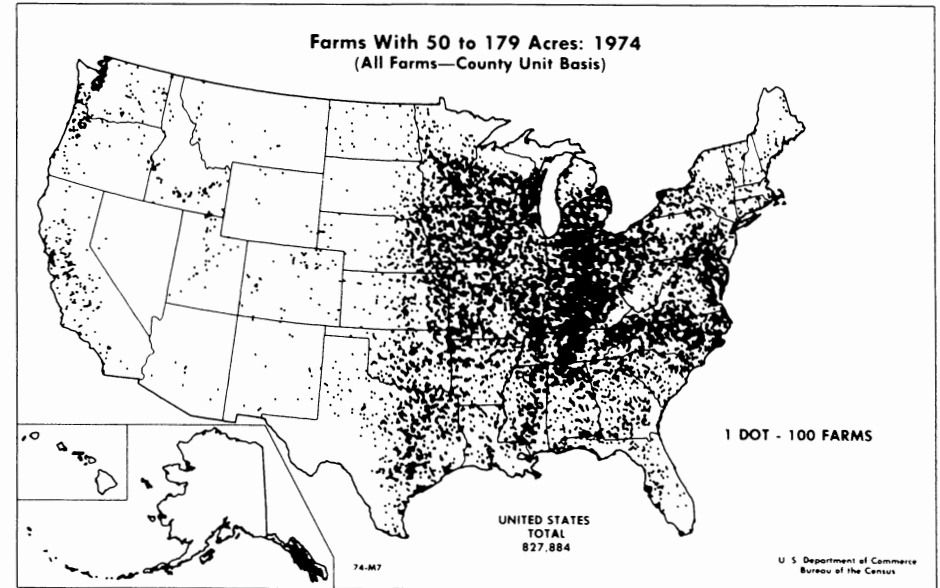 Farms With 50 to 179 Acres: 1974
(All Farms—County Unit Basis)
1 DOT - 100 FARMS
UNITED STATES
TOTAL
827,884
74-M7
U S Department of Commerce
Bureau of the Census